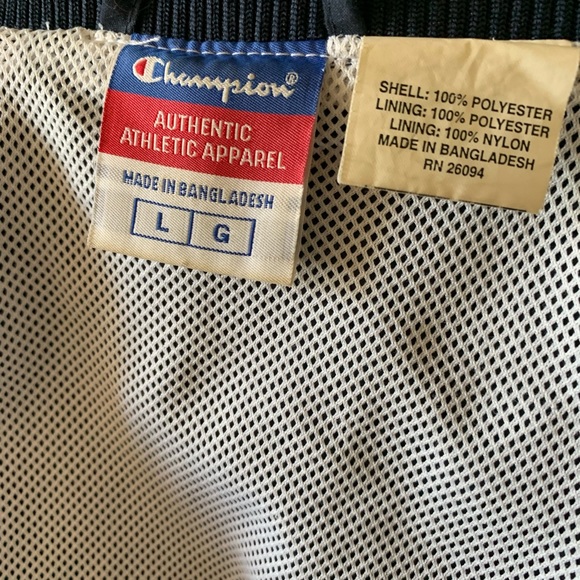 Champion®
AUTHENTIC
ATHLETIC APPAREL
MADE IN BANGLADESH
L G
SHELL: 100% POLYESTER
LINING: 100% POLYESTER
LINING: 100% NYLON
MADE IN BANGLADESH
RN 26094